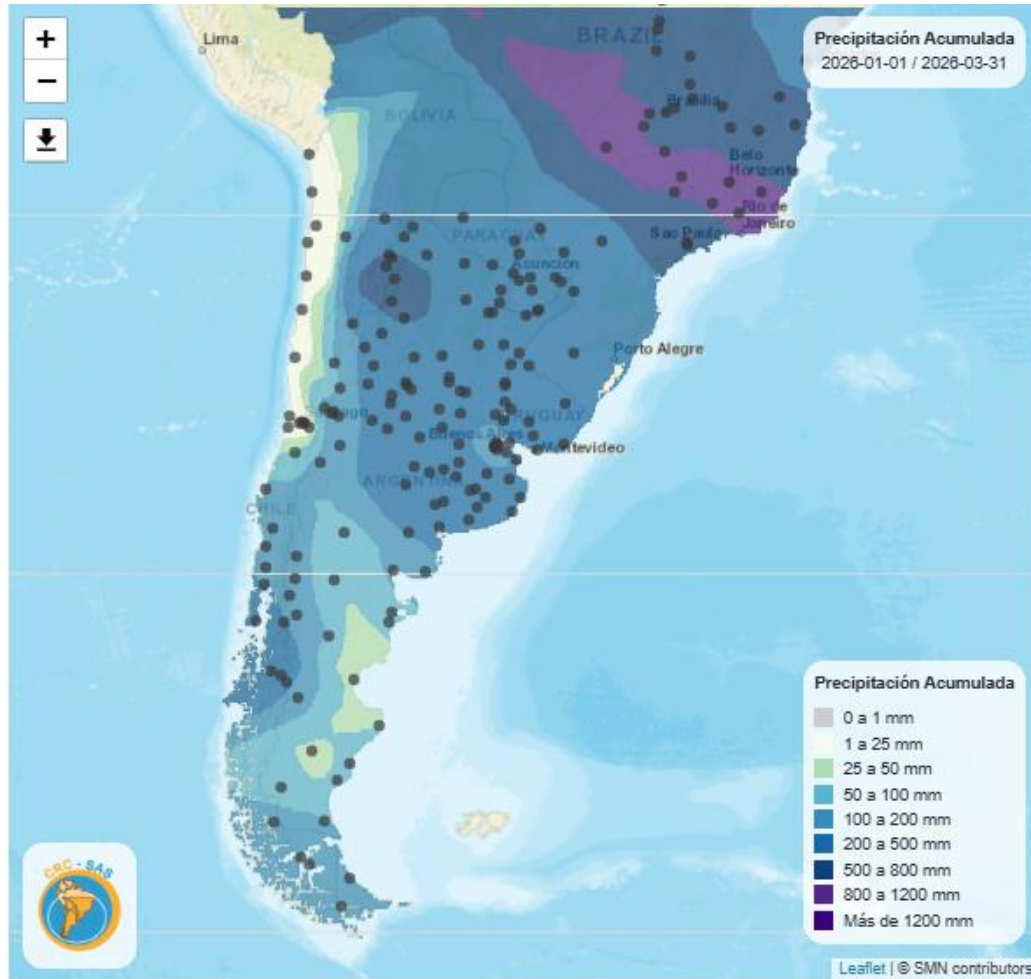 +
−
Lima
BRAZIL
Precipitación Acumulada
2026-01-01 / 2026-03-31
Brasilia
BOLIVIA
Belo
Horizonte
Rio de
Janeiro
PARAGUAY
Sao Paulo
Asunción
Porto Alegre
Santiago
URUGUAY
Buenos Aires
Montevideo
ARGENTINA
CHILE
Precipitación Acumulada
0 a 1 mm
1 a 25 mm
25 a 50 mm
50 a 100 mm
100 a 200 mm
200 a 500 mm
500 a 800 mm
800 a 1200 mm
Más de 1200 mm
CRC - SAS
Leaflet | © SMN contributors